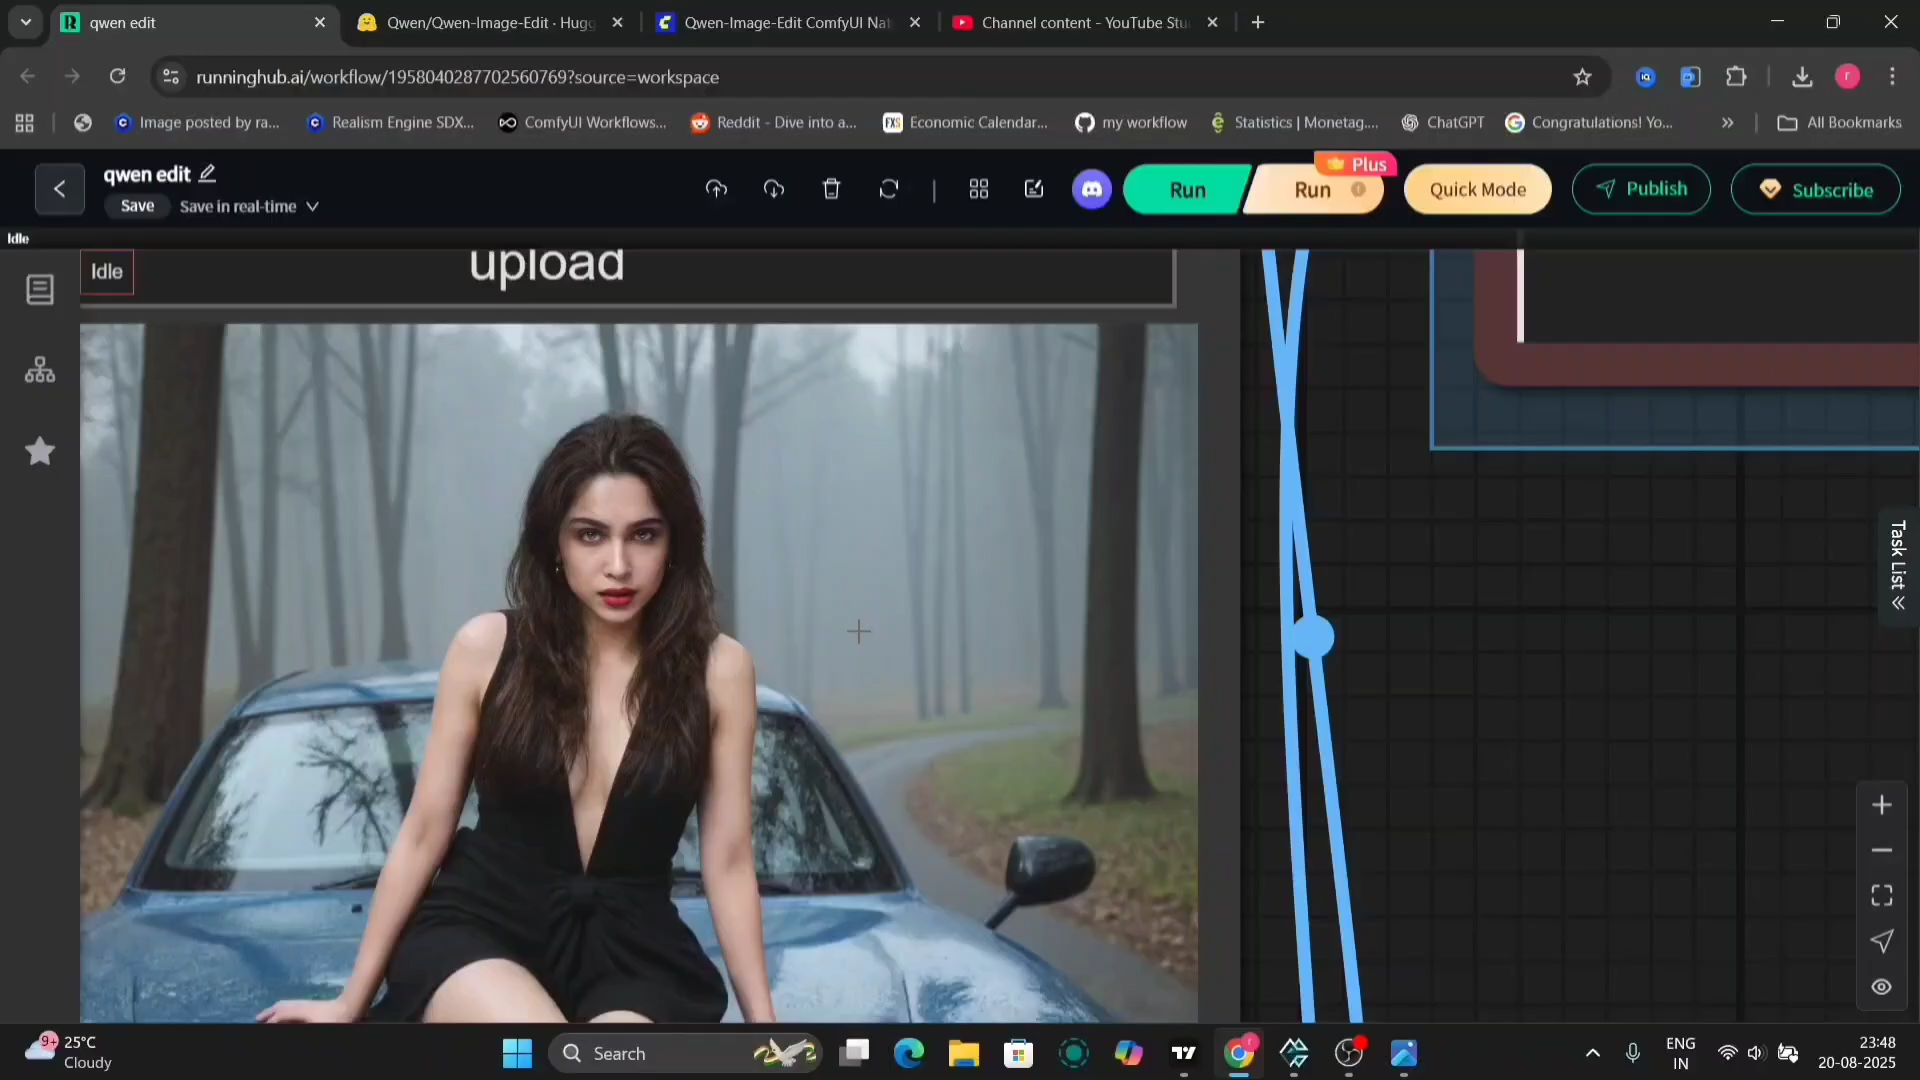 qwen edit
Qwen/Qwen-Image-Edit · Hugg
Qwen-Image-Edit ComfyUI Nat
Channel content - YouTube Stu
runninghub.ai/workflow/1958040287702560769?source=workspace
Image posted by ra...
Realism Engine SDX...
ComfyUI Workflows...
Reddit - Dive into a...
FXS
Economic Calendar...
my workflow
Statistics | Monetag....
ChatGPT
Congratulations! Yo...
All Bookmarks
qwen edit
Save
Save in real-time
Run
Run
Plus
Quick Mode
Publish
Subscribe
Idle
Idle
upload
Task List
9+
25°C
Cloudy
Search
ENG
IN
23:48
20-08-2025